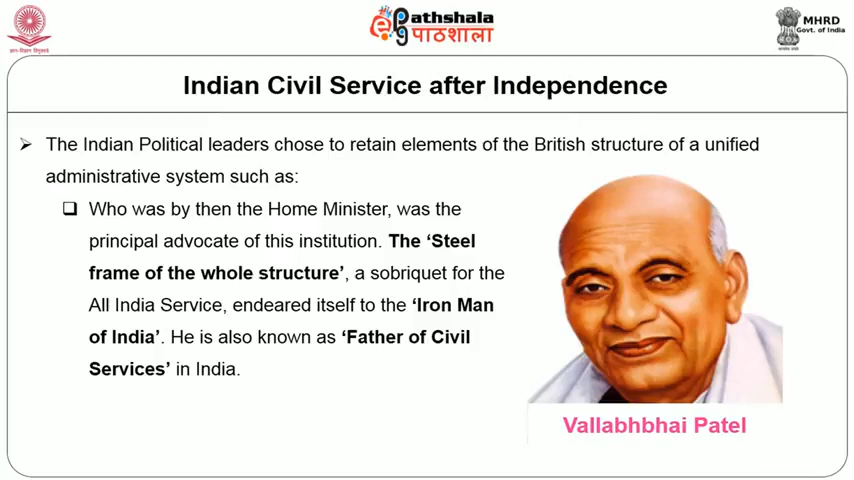 Pathshala
पाठशाला
MHRD
Govt. of India
Indian Civil Service after Independence
The Indian Political leaders chose to retain elements of the British structure of a unified
administrative system such as:
Who was by then the Home Minister, was the
principal advocate of this institution. The ‘Steel
frame of the whole structure’, a sobriquet for the
All India Service, endeared itself to the ‘Iron Man
of India’. He is also known as ‘Father of Civil
Services’ in India.
Vallabhbhai Patel